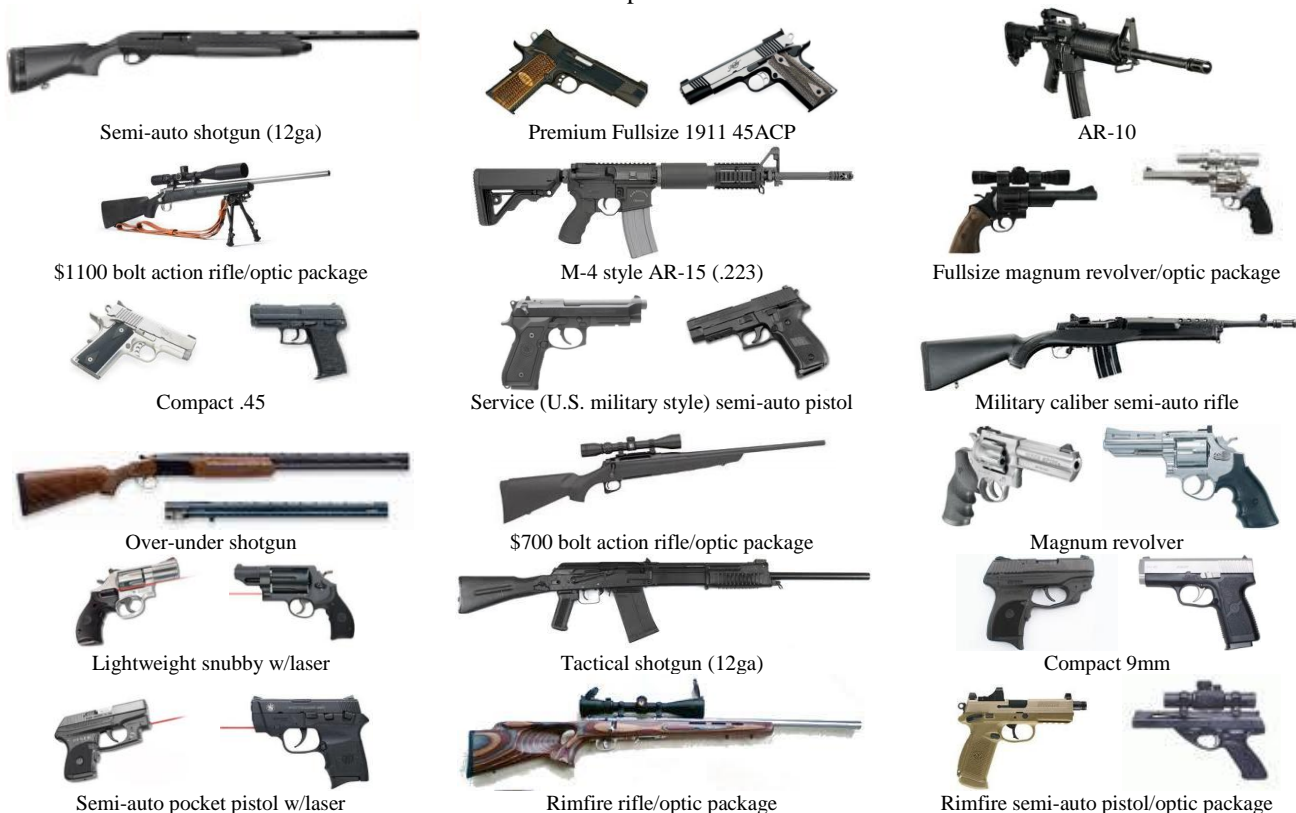 Semi-auto shotgun (12ga)
Premium Fullsize 1911 45ACP
AR-10
$1100 bolt action rifle/optic package
M-4 style AR-15 (.223)
Fullsize magnum revolver/optic package
Compact .45
Service (U.S. military style) semi-auto pistol
Military caliber semi-auto rifle
Over-under shotgun
$700 bolt action rifle/optic package
Magnum revolver
Lightweight snubby w/laser
Tactical shotgun (12ga)
Compact 9mm
Semi-auto pocket pistol w/laser
Rimfire rifle/optic package
Rimfire semi-auto pistol/optic package